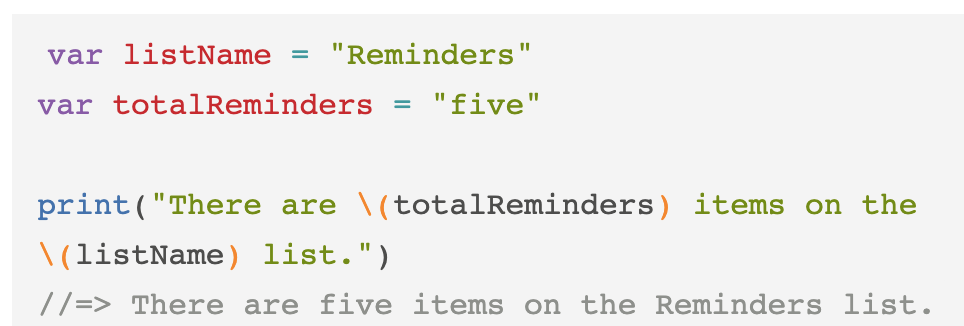 var listName = "Reminders"
var totalReminders = "five"
print("There are \(totalReminders) items on the
\(listName) list.")
//=> There are five items on the Reminders list.